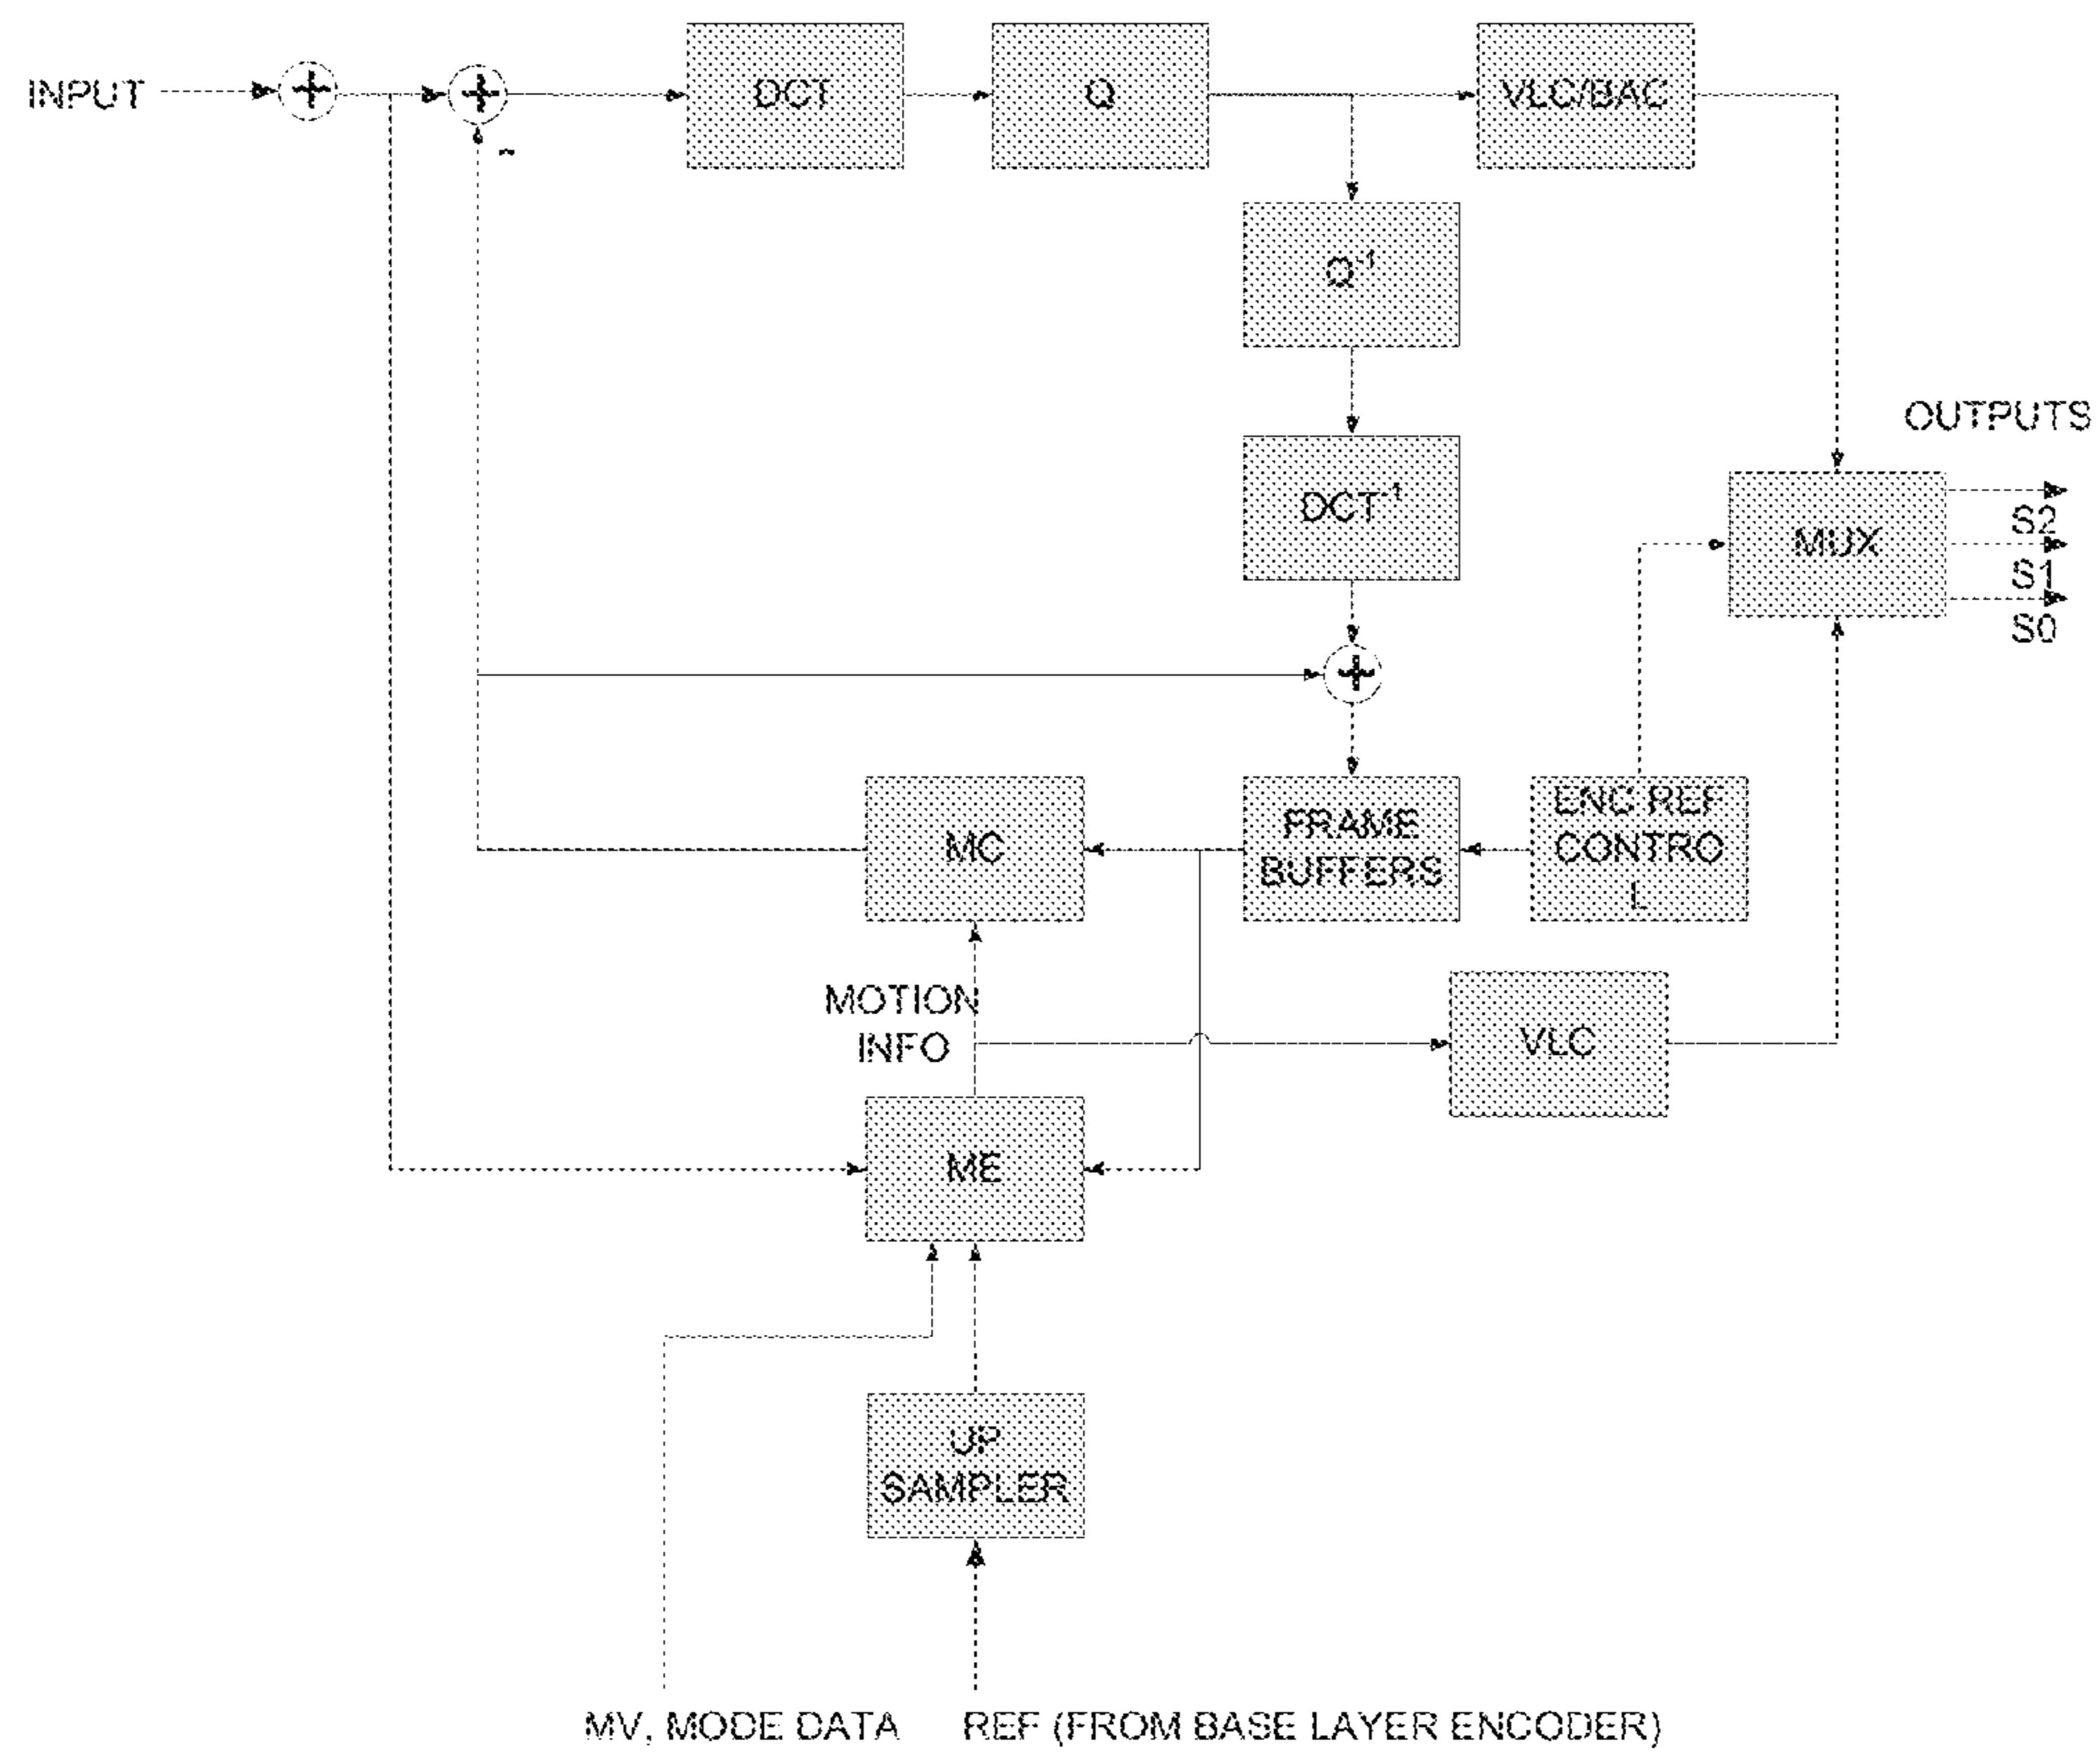 INPUT
+
+
-
DCT
Q
VLC/BAC
Q-1
DCT-1
OUTPUTS
MUX
S2
S1
S0
+
MC
FRAME
BUFFERS
ENC REF
CONTRO
L
MOTION
INFO
VLC
ME
UP
SAMPLER
MV, MODE DATA
REF (FROM BASE LAYER ENCODER)